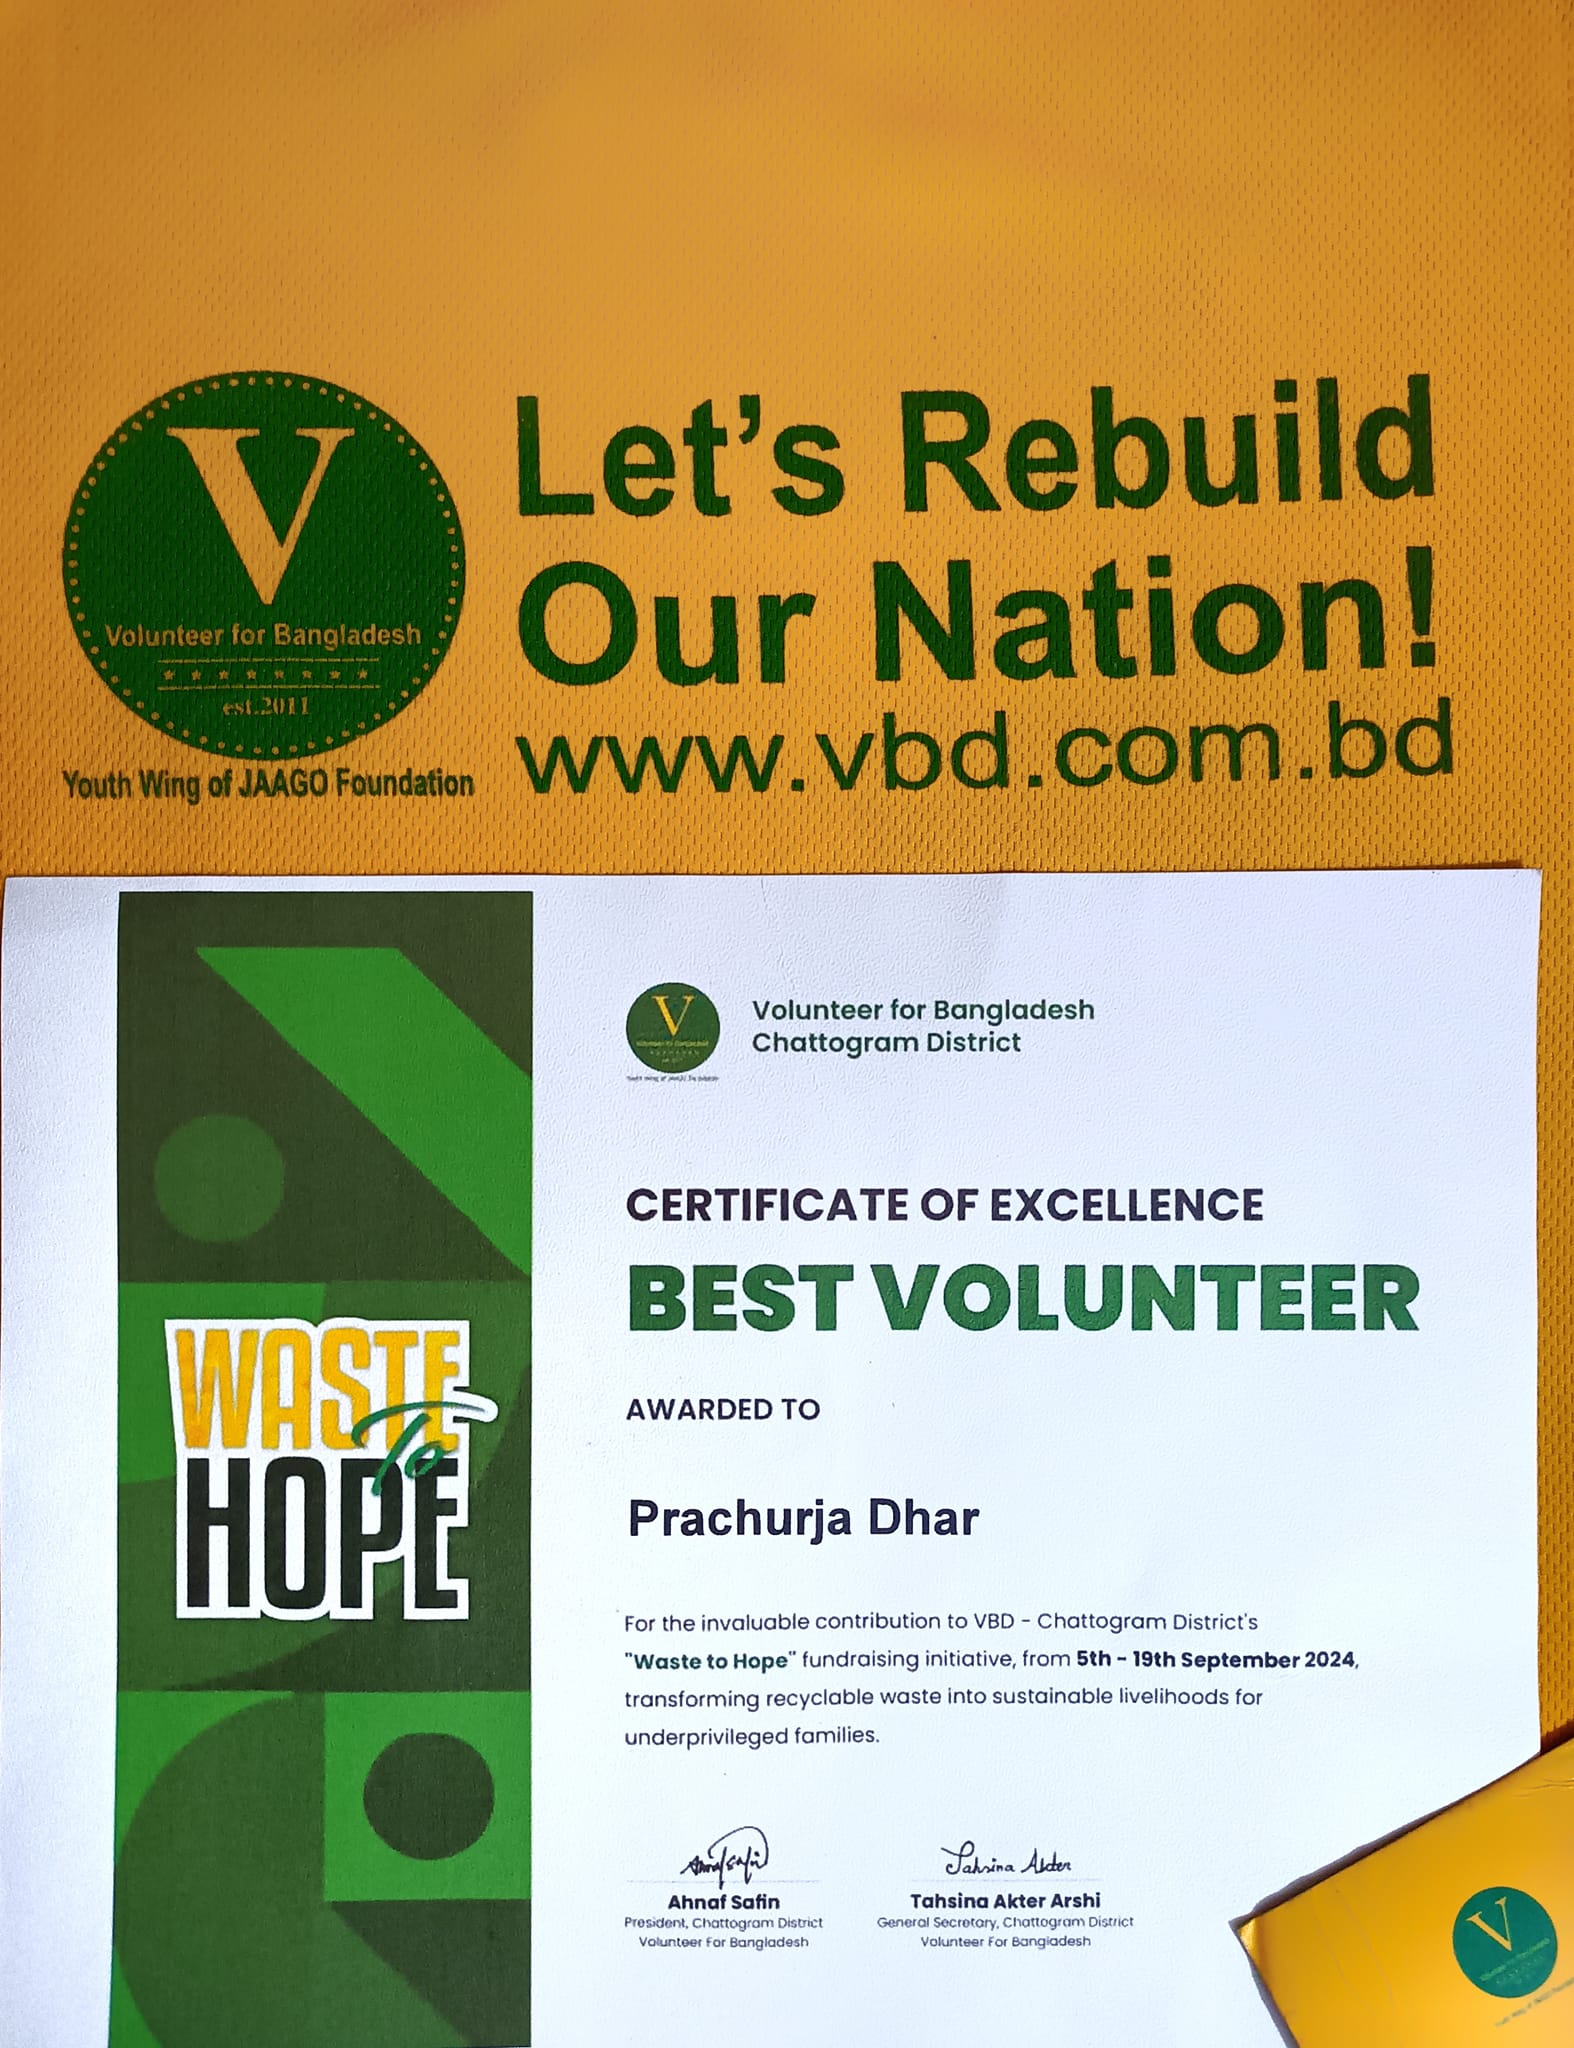 V
Volunteer for Bangladesh
est.2011
Youth Wing of JAAGO Foundation
Let's Rebuild
Our Nation!
www.vbd.com.bd
V
Volunteer for Bangladesh
Chattogram District
CERTIFICATE OF EXCELLENCE
BEST VOLUNTEER
AWARDED TO
Prachurja Dhar
For the invaluable contribution to VBD - Chattogram District's
"Waste to Hope" fundraising initiative, from 5th - 19th September 2024,
transforming recyclable waste into sustainable livelihoods for
underprivileged families.
WASTE
To
HOPE
Ahnaf Safin
President, Chattogram District
Volunteer For Bangladesh
Tahsina Akter
Tahsina Akter Arshi
General Secretary, Chattogram District
Volunteer For Bangladesh
V